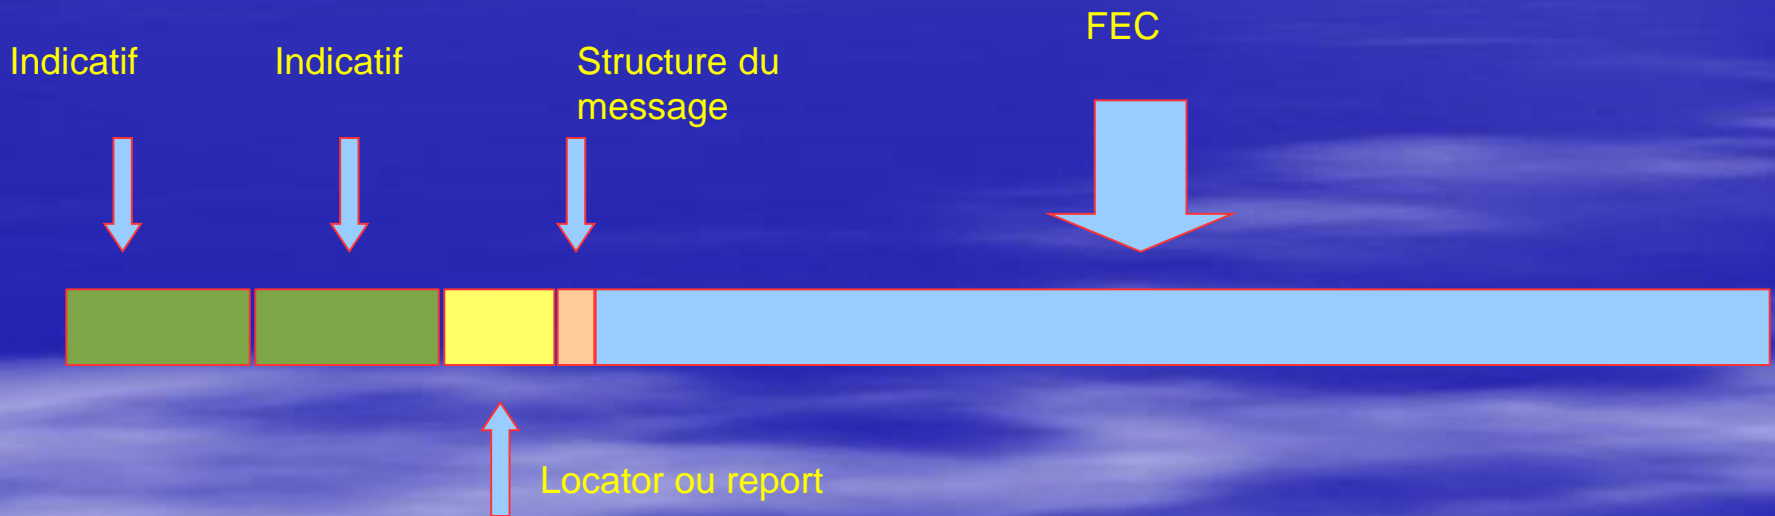 Indicatif
Indicatif
Structure du
message
FEC
Locator ou report